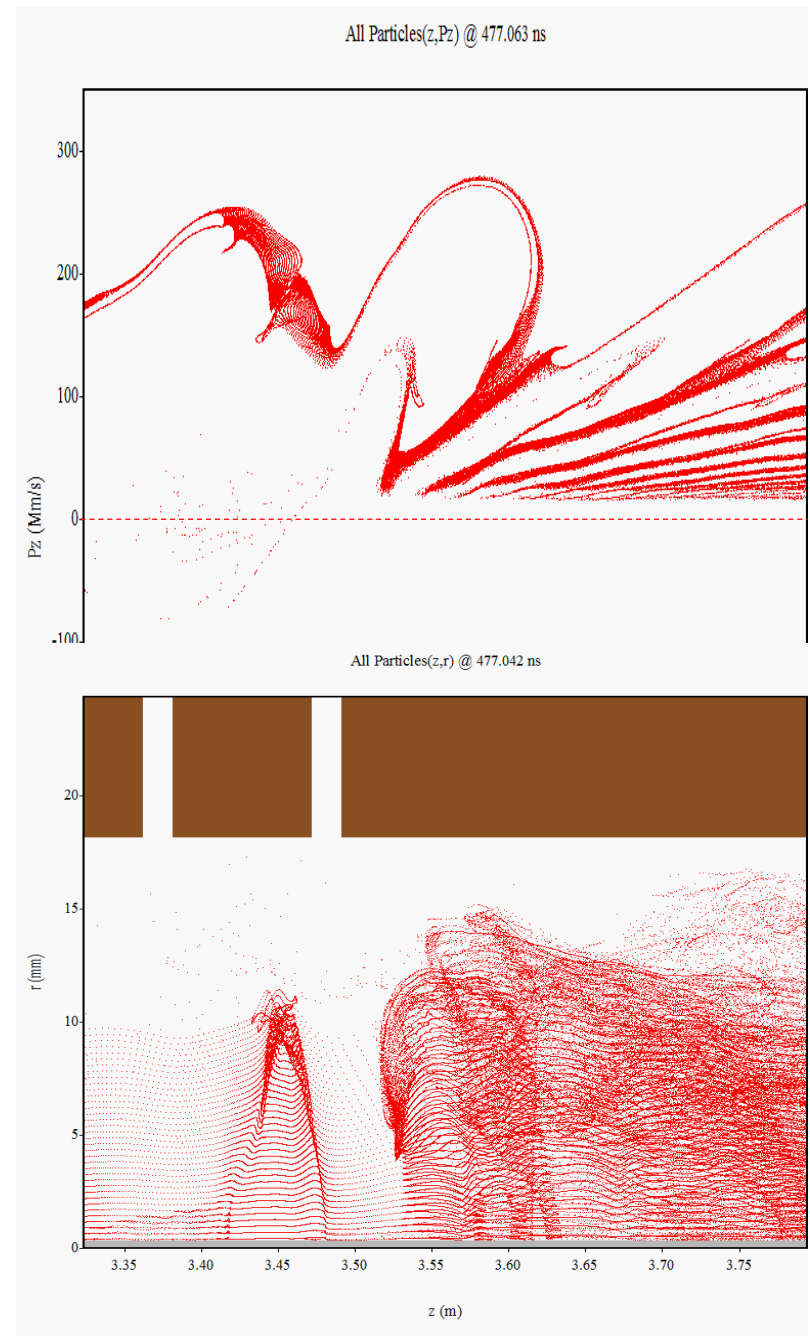 All Particles(z,Pz) @ 477.063 ns
300
200
100
0
-100
Pz (Mm/s)
All Particles(z,r) @ 477.042 ns
20
15
10
5
0
r (mm)
3.35 3.40 3.45 3.50 3.55 3.60 3.65 3.70 3.75
z (m)